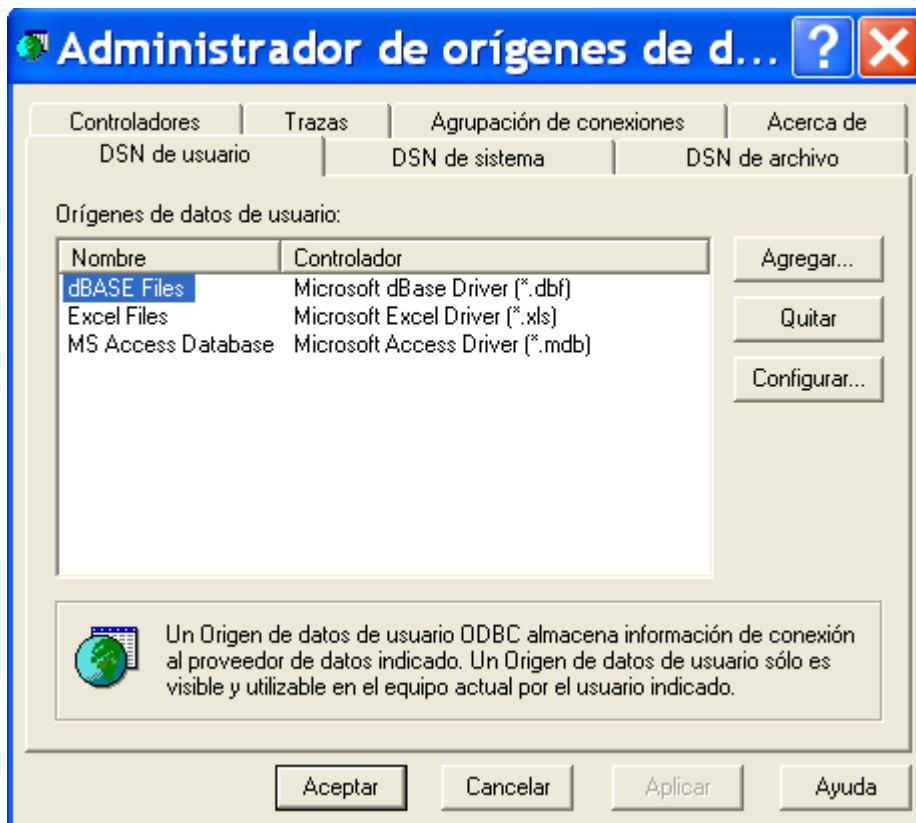 Administrador de orígenes de d...
Controladores Trazas Agrupación de conexiones Acerca de
DSN de usuario DSN de sistema DSN de archivo
Orígenes de datos de usuario:
Nombre Controlador
dBASE Files Microsoft dBase Driver (*.dbf)
Excel Files Microsoft Excel Driver (*.xls)
MS Access Database Microsoft Access Driver (*.mdb)
Agregar...
Quitar
Configurar...
Un Origen de datos de usuario ODBC almacena información de conexión
al proveedor de datos indicado. Un Origen de datos de usuario sólo es
visible y utilizable en el equipo actual por el usuario indicado.
Aceptar Cancelar Aplicar Ayuda